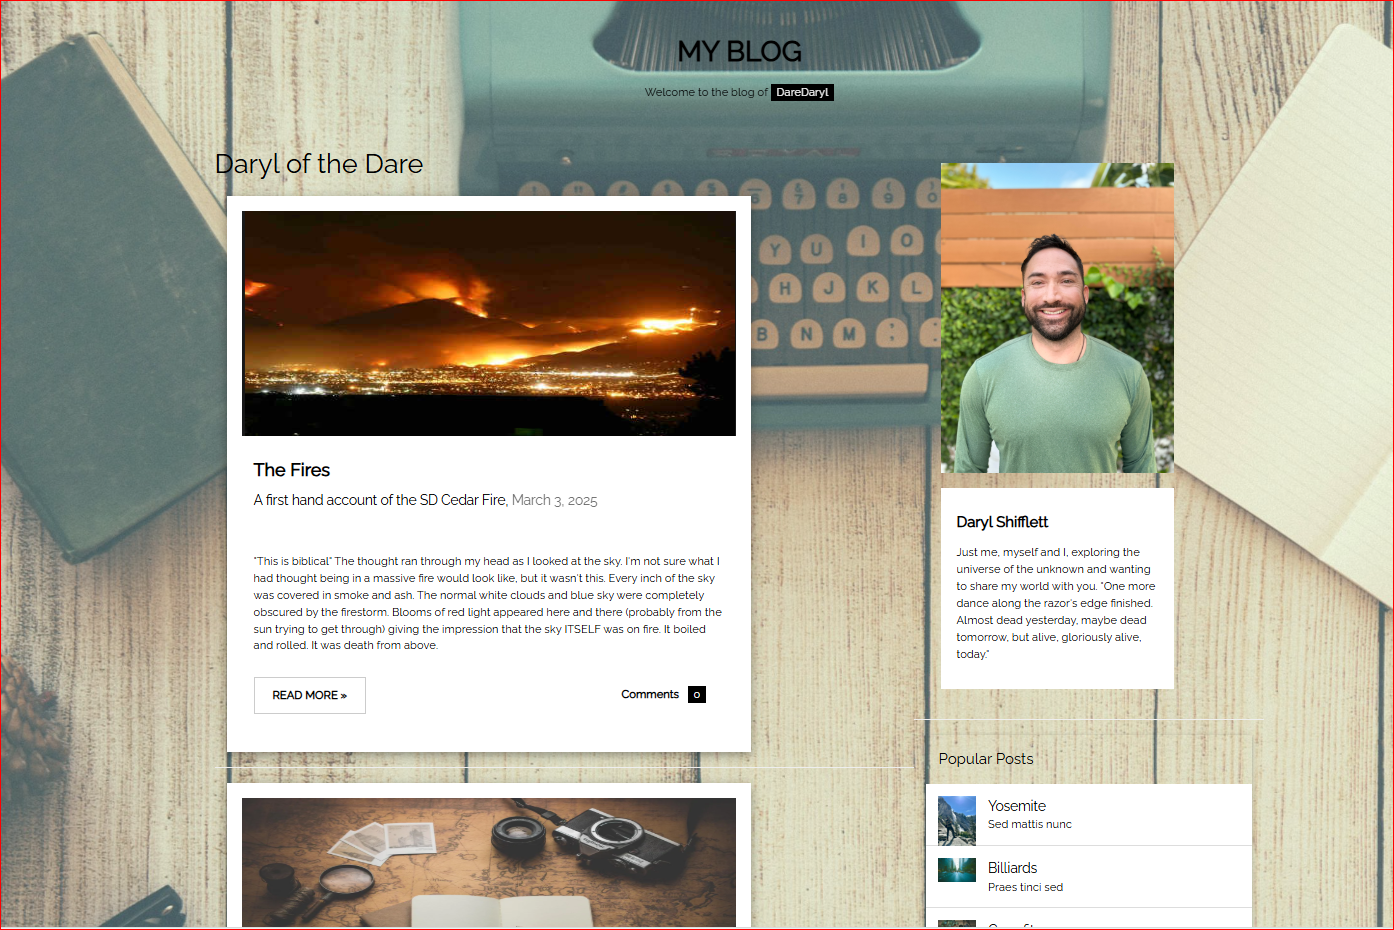 MY BLOG
Welcome to the blog of DareDaryl
Daryl of the Dare
The Fires
A first hand account of the SD Cedar Fire, March 3, 2025
"This is biblical" The thought ran through my head as I looked at the sky. I'm not sure what I
had thought being in a massive fire would look like, but it wasn't this. Every inch of the sky
was covered in smoke and ash. The normal white clouds and blue sky were completely
obscured by the firestorm. Blooms of red light appeared here and there (probably from the
sun trying to get through) giving the impression that the sky ITSELF was on fire. It boiled
and rolled. It was death from above.
READ MORE »
Comments 0
Y U I O
H J K L
B N M ;
Daryl Shifflett
Just me, myself and I, exploring the
universe of the unknown and wanting
to share my world with you. "One more
dance along the razor's edge finished.
Almost dead yesterday, maybe dead
tomorrow, but alive, gloriously alive,
today."
Popular Posts
Yosemite
Sed mattis nunc
Billiards
Praes tinci sed